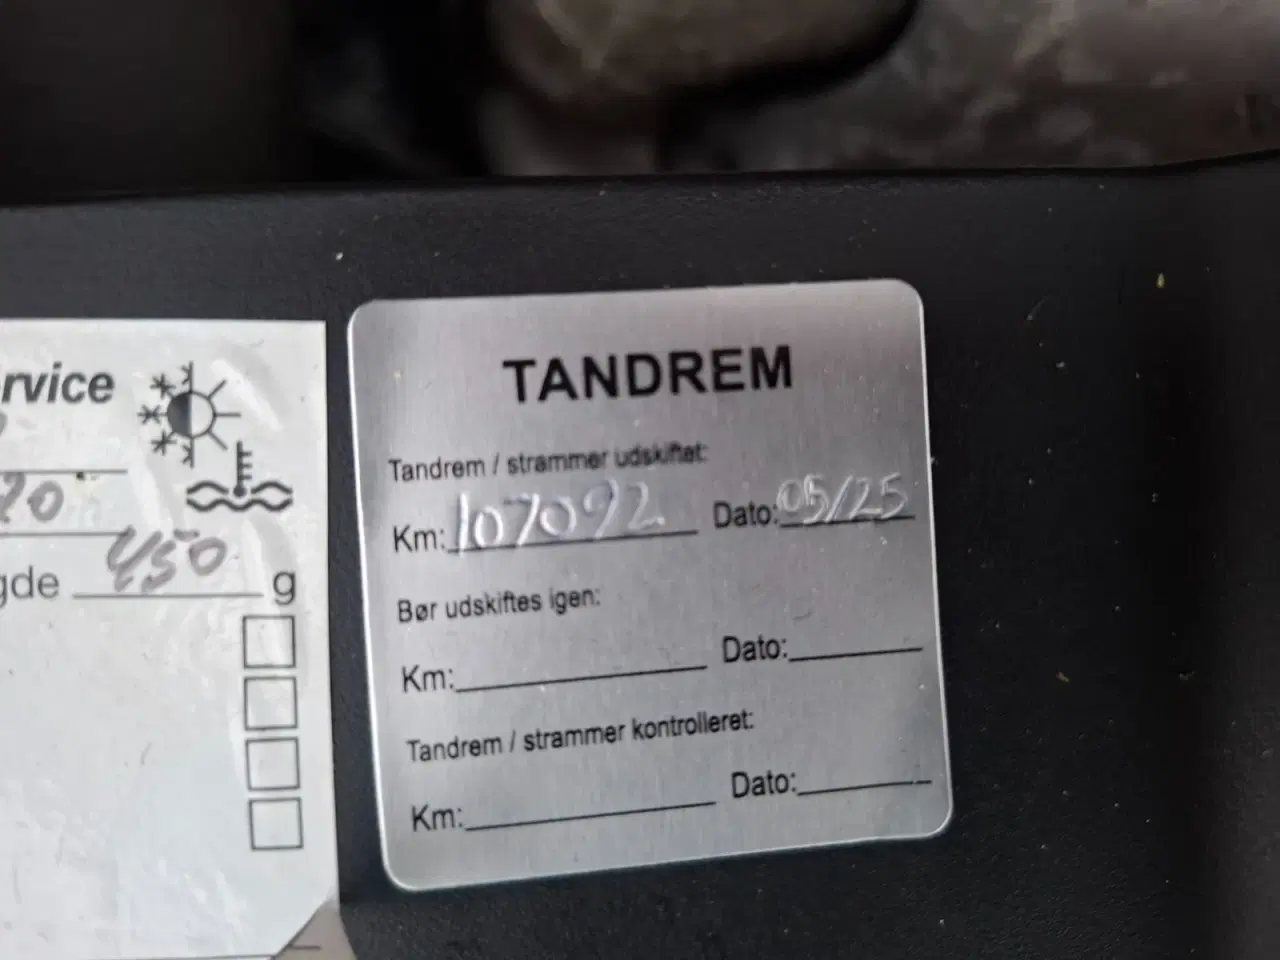 rvice
20
gde 450 g
TANDREM
Tandrem / strammer udskiftet:
Km: 107092 Dato: 05/25
Bør udskiftes igen:
Km: Dato:
Tandrem / strammer kontrolleret:
Km: Dato: